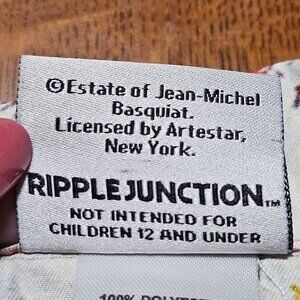 ©Estate of Jean-Michel
Basquiat.
Licensed by Artestar,
New York.
RIPPLE JUNCTION™
NOT INTENDED FOR
CHILDREN 12 AND UNDER
100%